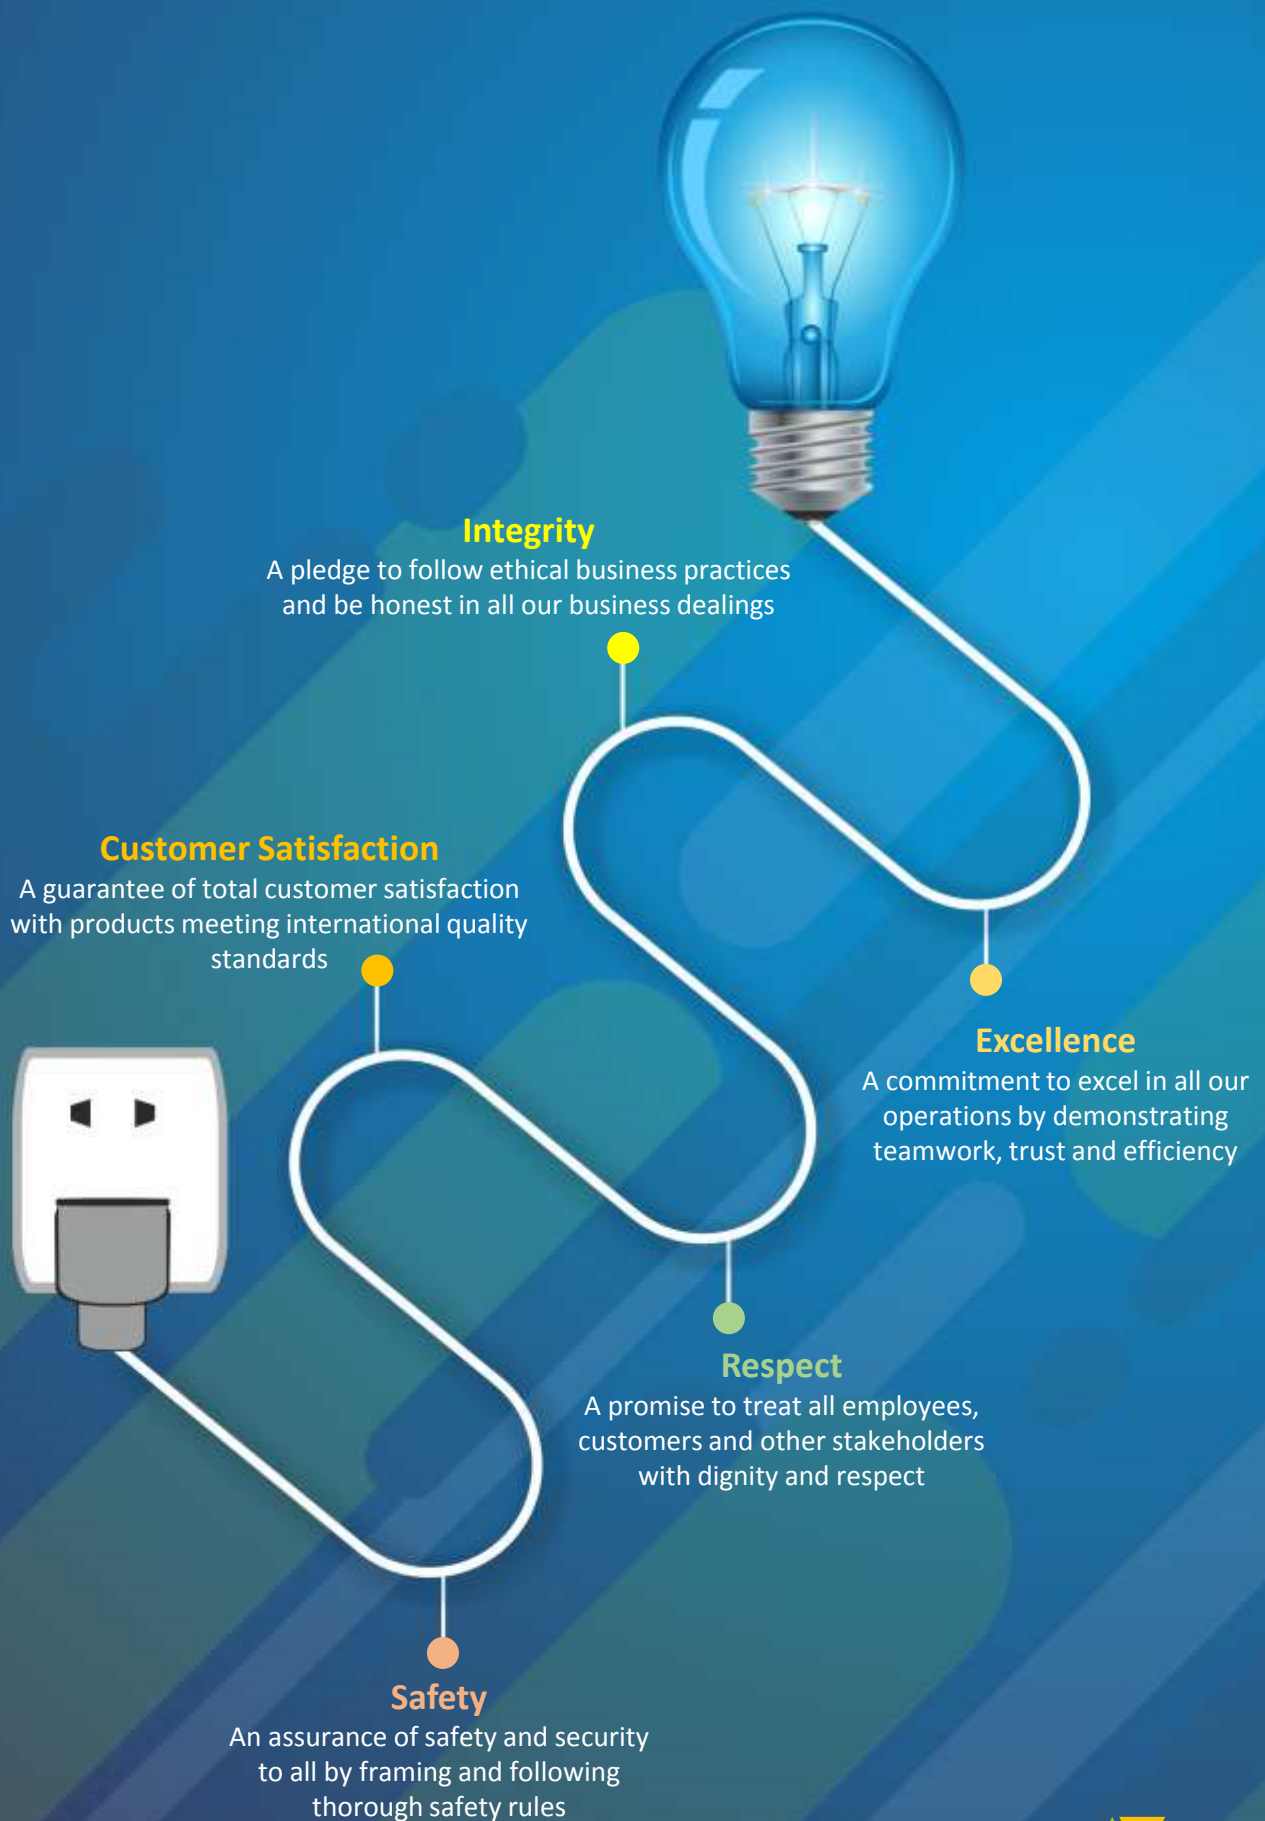 Integrity
A pledge to follow ethical business practices
and be honest in all our business dealings
Customer Satisfaction
A guarantee of total customer satisfaction
with products meeting international quality
standards
Excellence
A commitment to excel in all our
operations by demonstrating
teamwork, trust and efficiency
Respect
A promise to treat all employees,
customers and other stakeholders
with dignity and respect
Safety
An assurance of safety and security
to all by framing and following
thorough safety rules